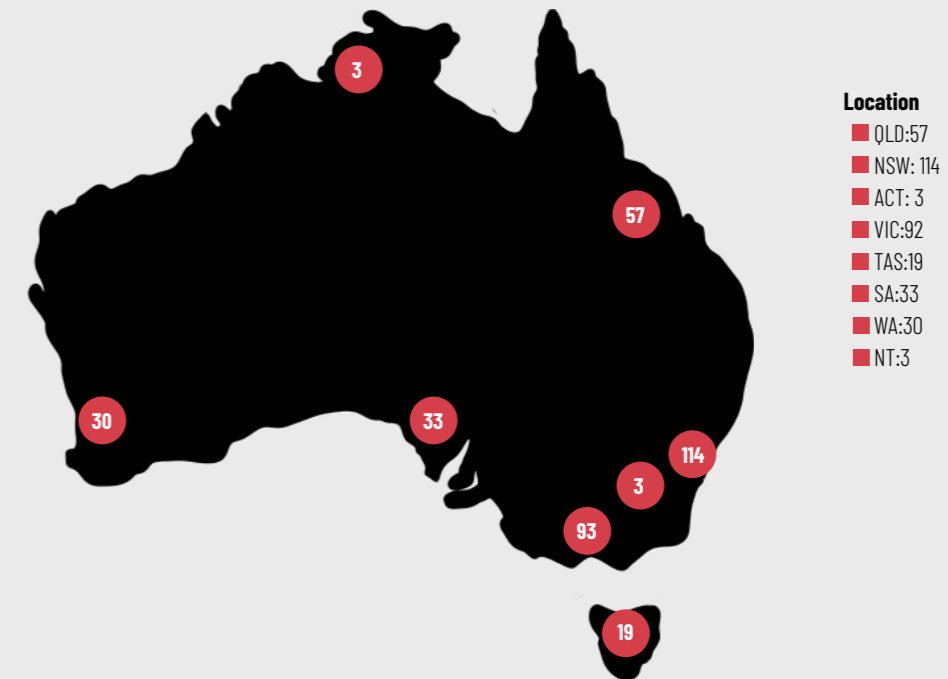 3
57
30
33
114
3
93
19
Location
QLD:57
NSW: 114
ACT: 3
VIC:92
TAS:19
SA:33
WA:30
NT:3